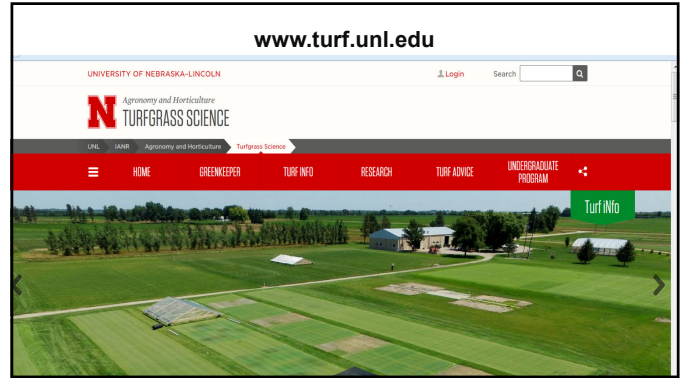 www.turf.unl.edu
UNIVERSITY OF NEBRASKA-LINCOLN Login Search
N Agronomy and Horticulture
TURFGRASS SCIENCE
UNL IANR Agronomy and Horticulture Turfgrass Science
HOME GREENKEEPER TURF INFO RESEARCH TURF ADVICE UNDERGRADUATE
PROGRAM
Turf iNfo